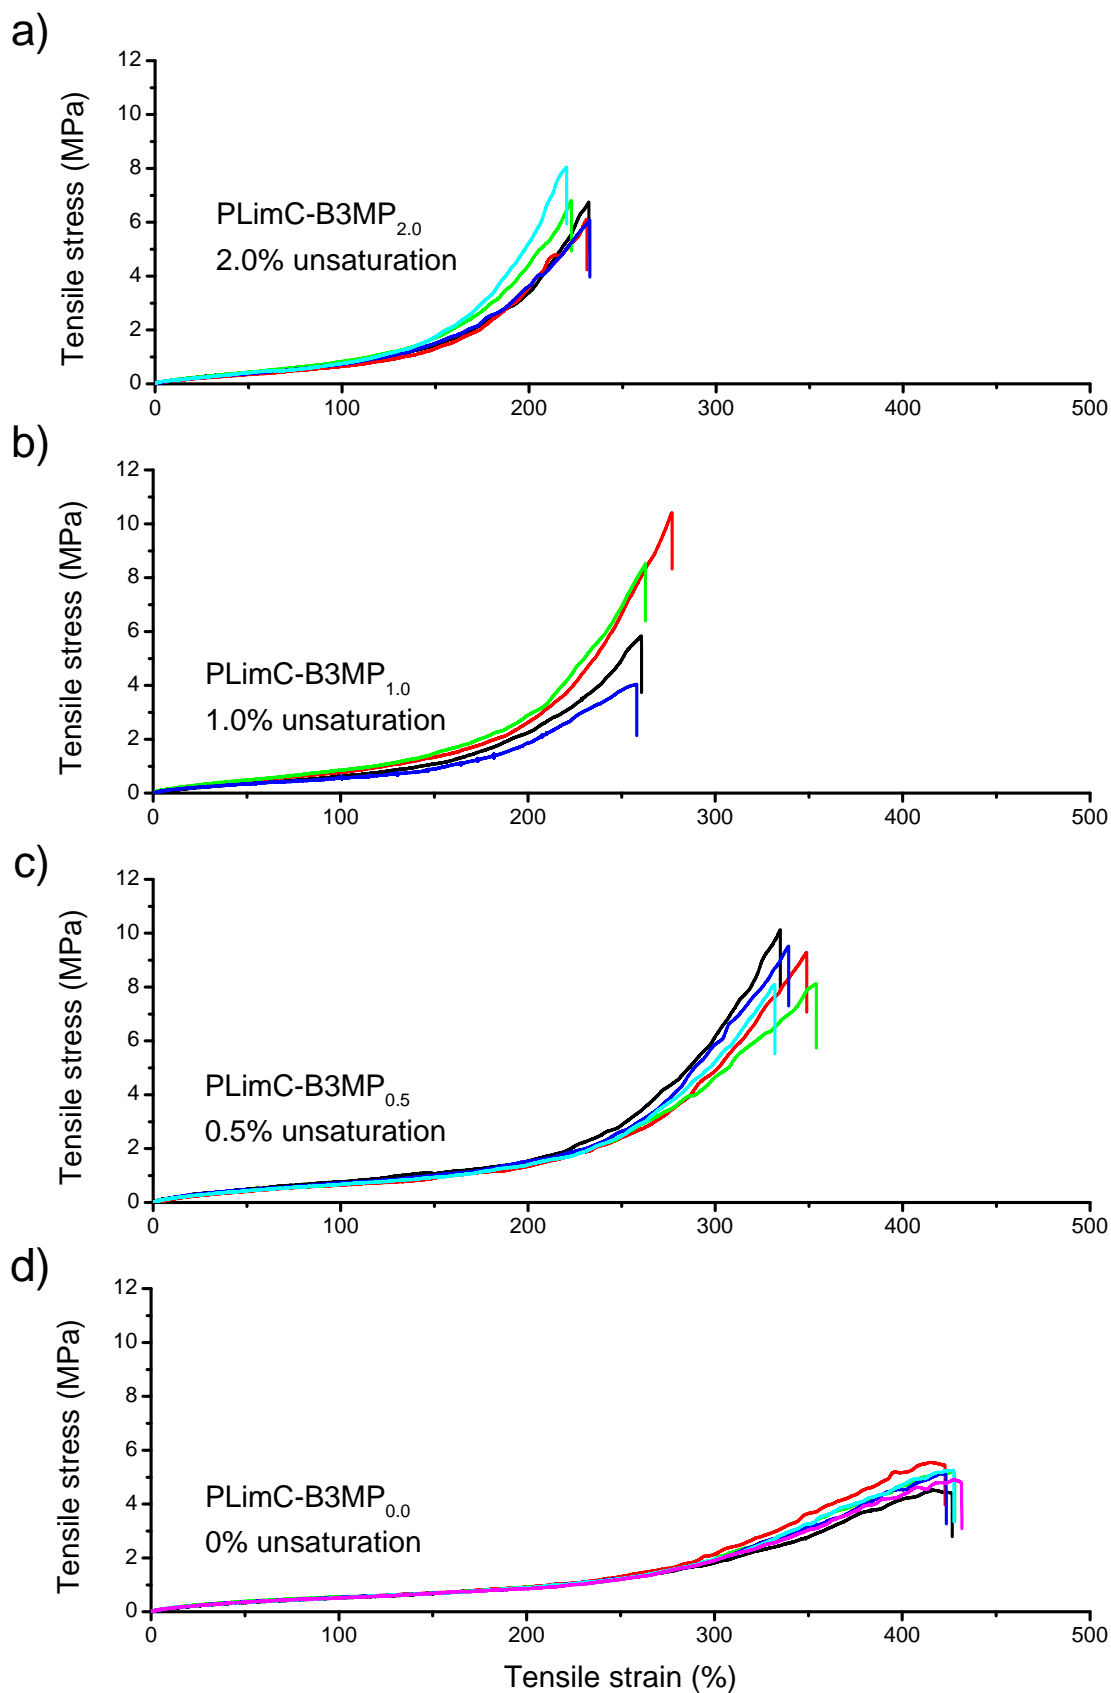 a)
12
10
8
6
4
2
0
Tensile stress (MPa)
PLimC-B3MP2.0
2.0% unsaturation
0 100 200 300 400 500
b)
12
10
8
6
4
2
0
Tensile stress (MPa)
PLimC-B3MP1.0
1.0% unsaturation
0 100 200 300 400 500
c)
12
10
8
6
4
2
0
Tensile stress (MPa)
PLimC-B3MP0.5
0.5% unsaturation
0 100 200 300 400 500
d)
12
10
8
6
4
2
0
Tensile stress (MPa)
PLimC-B3MP0.0
0% unsaturation
0 100 200 300 400 500
Tensile strain (%)